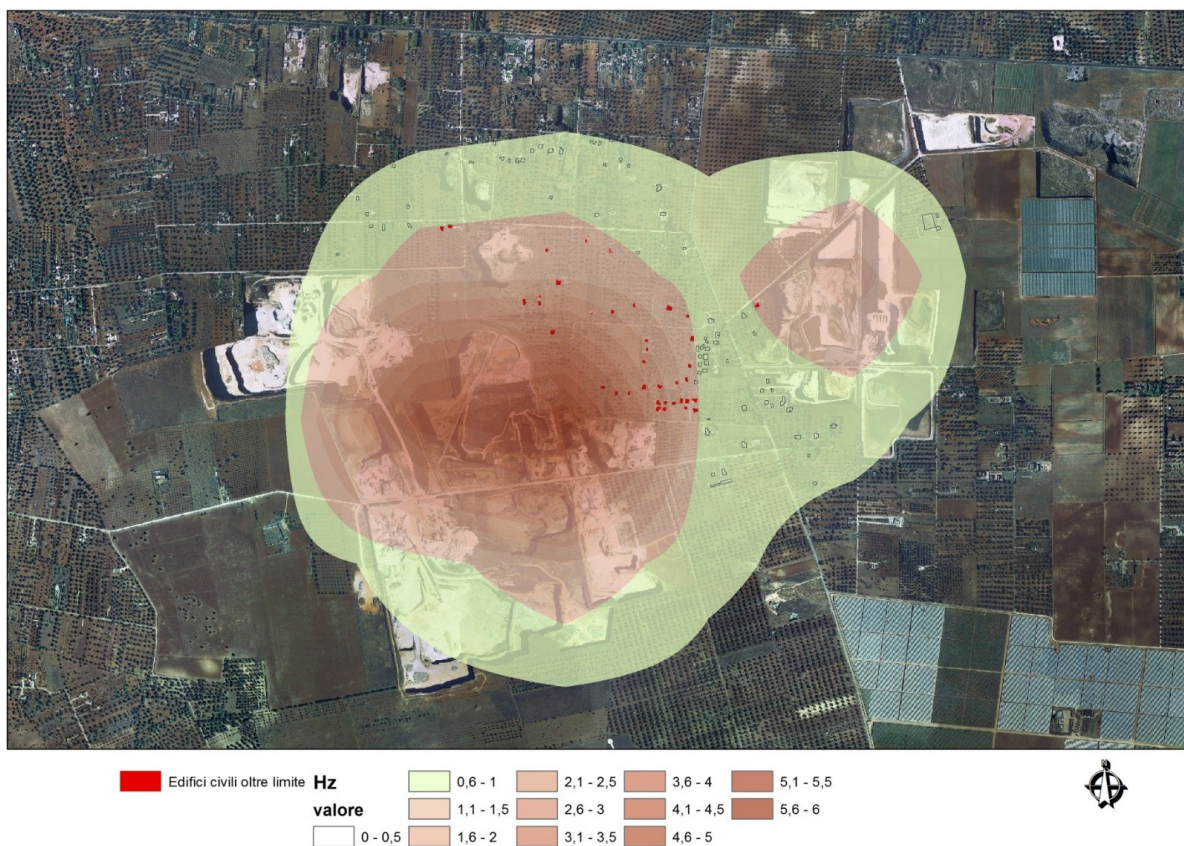 Edifici civili oltre limite
Hz
valore
0 - 0,5
0,6 - 1
1,1 - 1,5
1,6 - 2
2,1 - 2,5
2,6 - 3
3,1 - 3,5
3,6 - 4
4,1 - 4,5
4,6 - 5
5,1 - 5,5
5,6 - 6